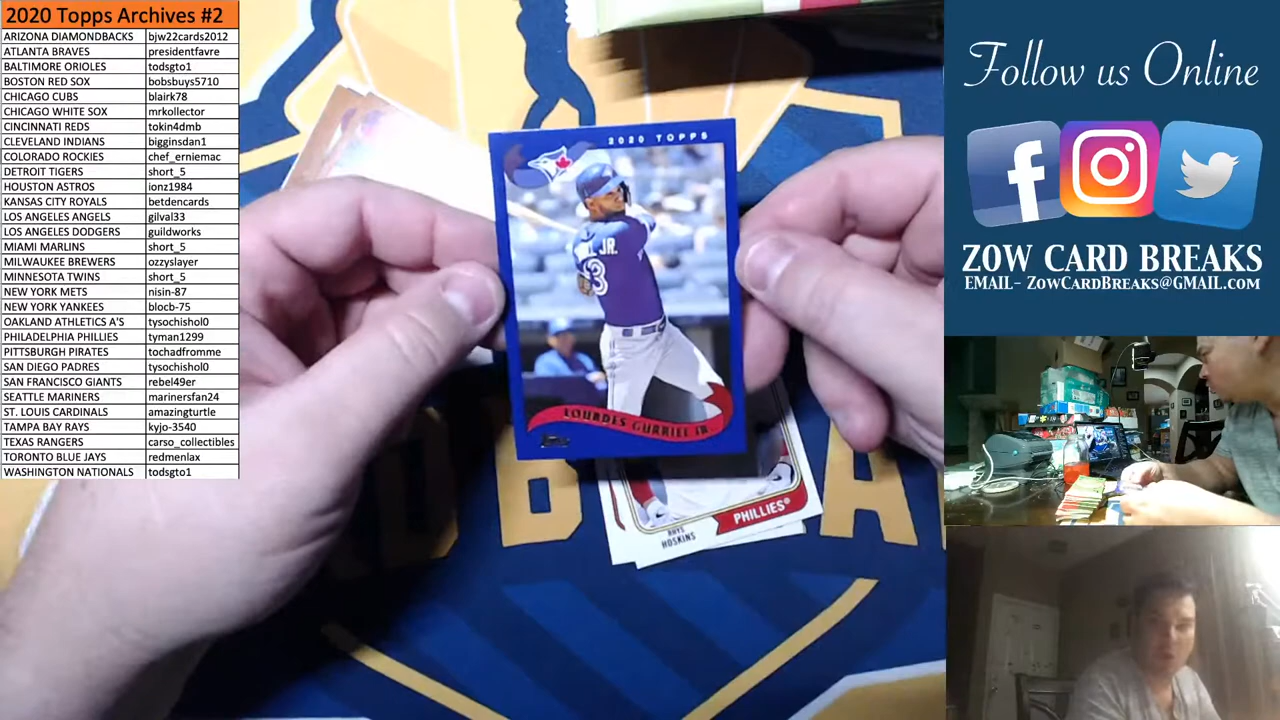 2020 Topps Archives #2
ARIZONA DIAMONDBACKS bjw22cards2012
ATLANTA BRAVES presidentfavre
BALTIMORE ORIOLES todsgto1
BOSTON RED SOX bobsbuys5710
CHICAGO CUBS blairk78
CHICAGO WHITE SOX mrkollector
CINCINNATI REDS tokin4dmb
CLEVELAND INDIANS bigginsdan1
COLORADO ROCKIES chef_erniemac
DETROIT TIGERS short_5
HOUSTON ASTROS ionz1984
KANSAS CITY ROYALS betdencards
LOS ANGELES ANGELS gilval33
LOS ANGELES DODGERS guildworks
MIAMI MARLINS short_5
MILWAUKEE BREWERS ozzyslayer
MINNESOTA TWINS short_5
NEW YORK METS nisin-87
NEW YORK YANKEES blocb-75
OAKLAND ATHLETICS A'S tysochishol0
PHILADELPHIA PHILLIES tyman1299
PITTSBURGH PIRATES tochadfromme
SAN DIEGO PADRES tysochishol0
SAN FRANCISCO GIANTS rebel49er
SEATTLE MARINERS marinersfan24
ST. LOUIS CARDINALS amazingturtle
TAMPA BAY RAYS kyjo-3540
TEXAS RANGERS carso_collectibles
TORONTO BLUE JAYS redmenlax
WASHINGTON NATIONALS todsgto1
2020 TOPPS
JR.
13
LOURDES GURRIEL JR.
Topps
PHILLIES
RHYS
HOSKINS
Follow us Online
ZOW CARD BREAKS
EMAIL- ZowCardBreaks@GMAIL.com